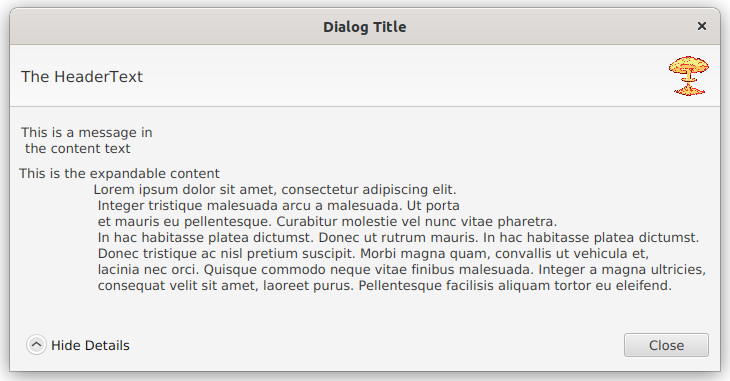 Dialog Title
The HeaderText
This is a message in
the content text
This is the expandable content
Lorem ipsum dolor sit amet, consectetur adipiscing elit.
Integer tristique malesuada arcu a malesuada. Ut porta
et mauris eu pellentesque. Curabitur molestie vel nunc vitae pharetra.
In hac habitasse platea dictumst. Donec ut rutrum mauris. In hac habitasse platea dictumst.
Donec tristique ac nisl pretium suscipit. Morbi magna quam, convallis ut vehicula et,
lacinia nec orci. Quisque commodo neque vitae finibus malesuada. Integer a magna ultricies,
consequat velit sit amet, laoreet purus. Pellentesque facilisis aliquam tortor eu eleifend.
Hide Details
Close